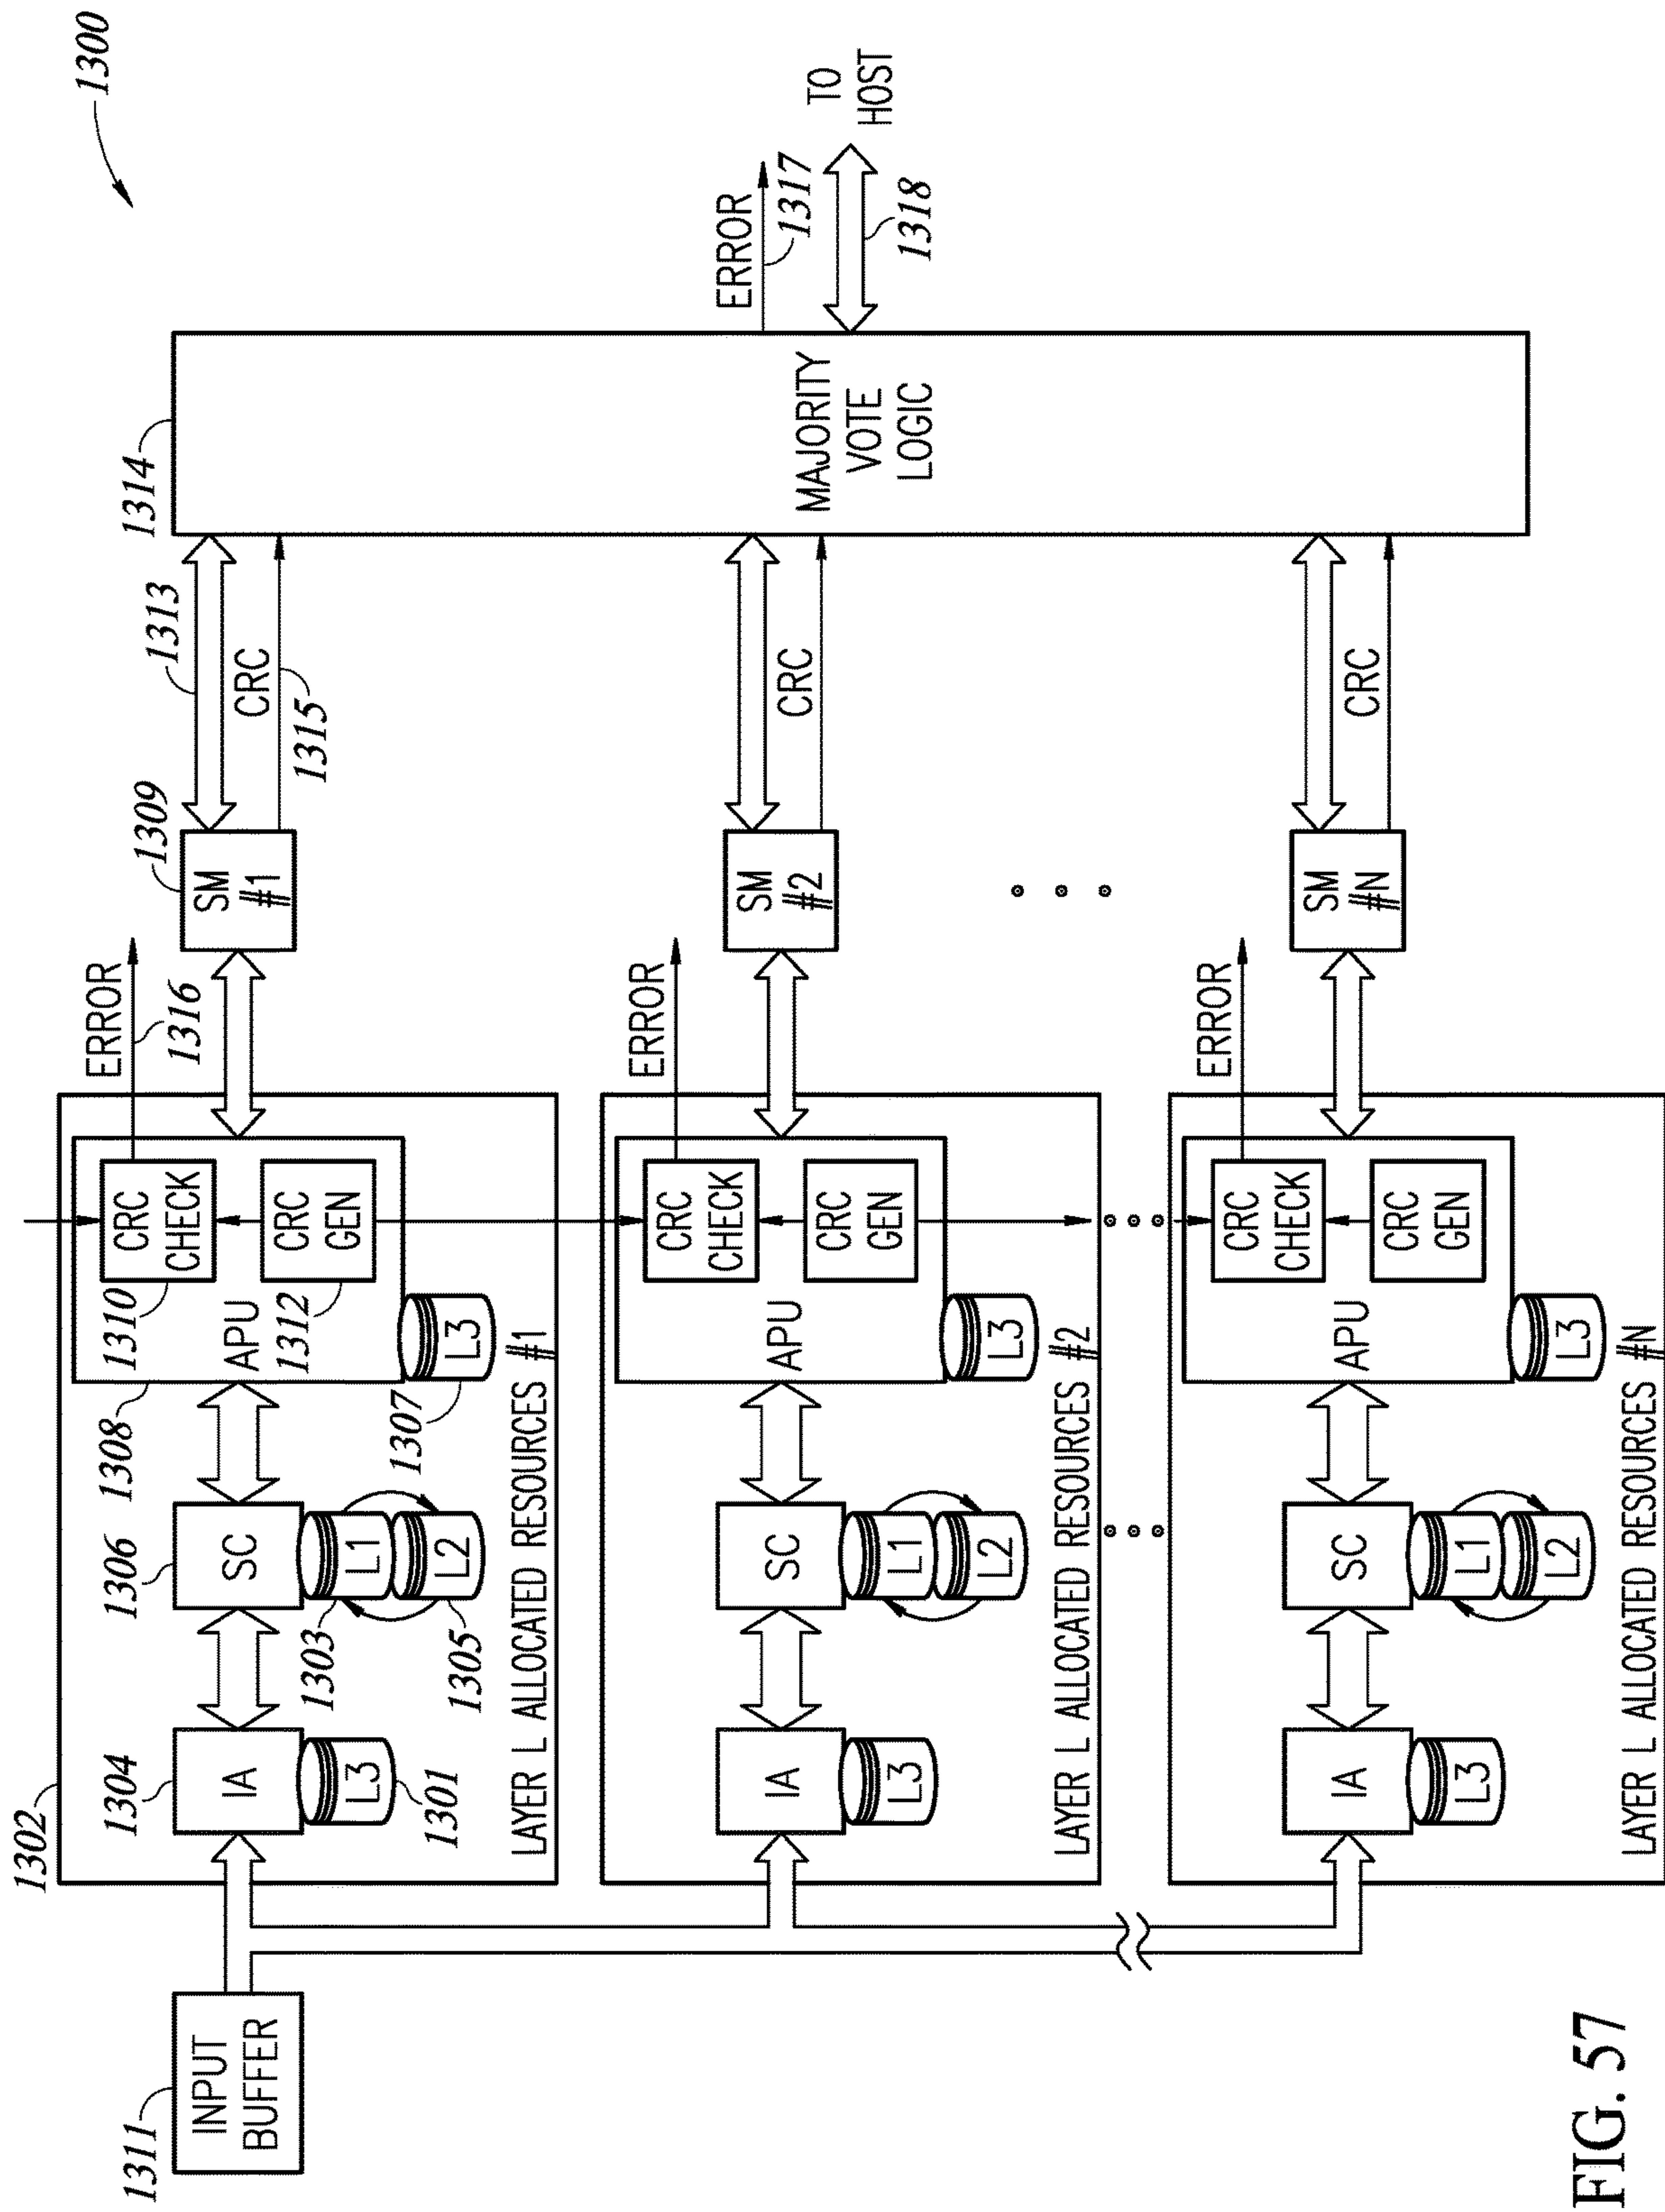 1300
1311
INPUT
BUFFER
1302
1304
IA
L3
1301
1306
SC
L1
L2
1303
1305
1308
APU
1310
CRC
CHECK
1312
CRC
GEN
L3
1307
LAYER L ALLOCATED RESOURCES #1
ERROR
1316
1309
SM
#1
1313
CRC
1315
IA
L3
SC
L1
L2
APU
CRC
CHECK
CRC
GEN
L3
LAYER L ALLOCATED RESOURCES #2
ERROR
SM
#2
CRC
IA
L3
SC
L1
L2
APU
CRC
CHECK
CRC
GEN
L3
LAYER L ALLOCATED RESOURCES #N
ERROR
SM
#N
CRC
1314
MAJORITY
VOTE
LOGIC
ERROR
1317
TO
HOST
1318
FIG. 57